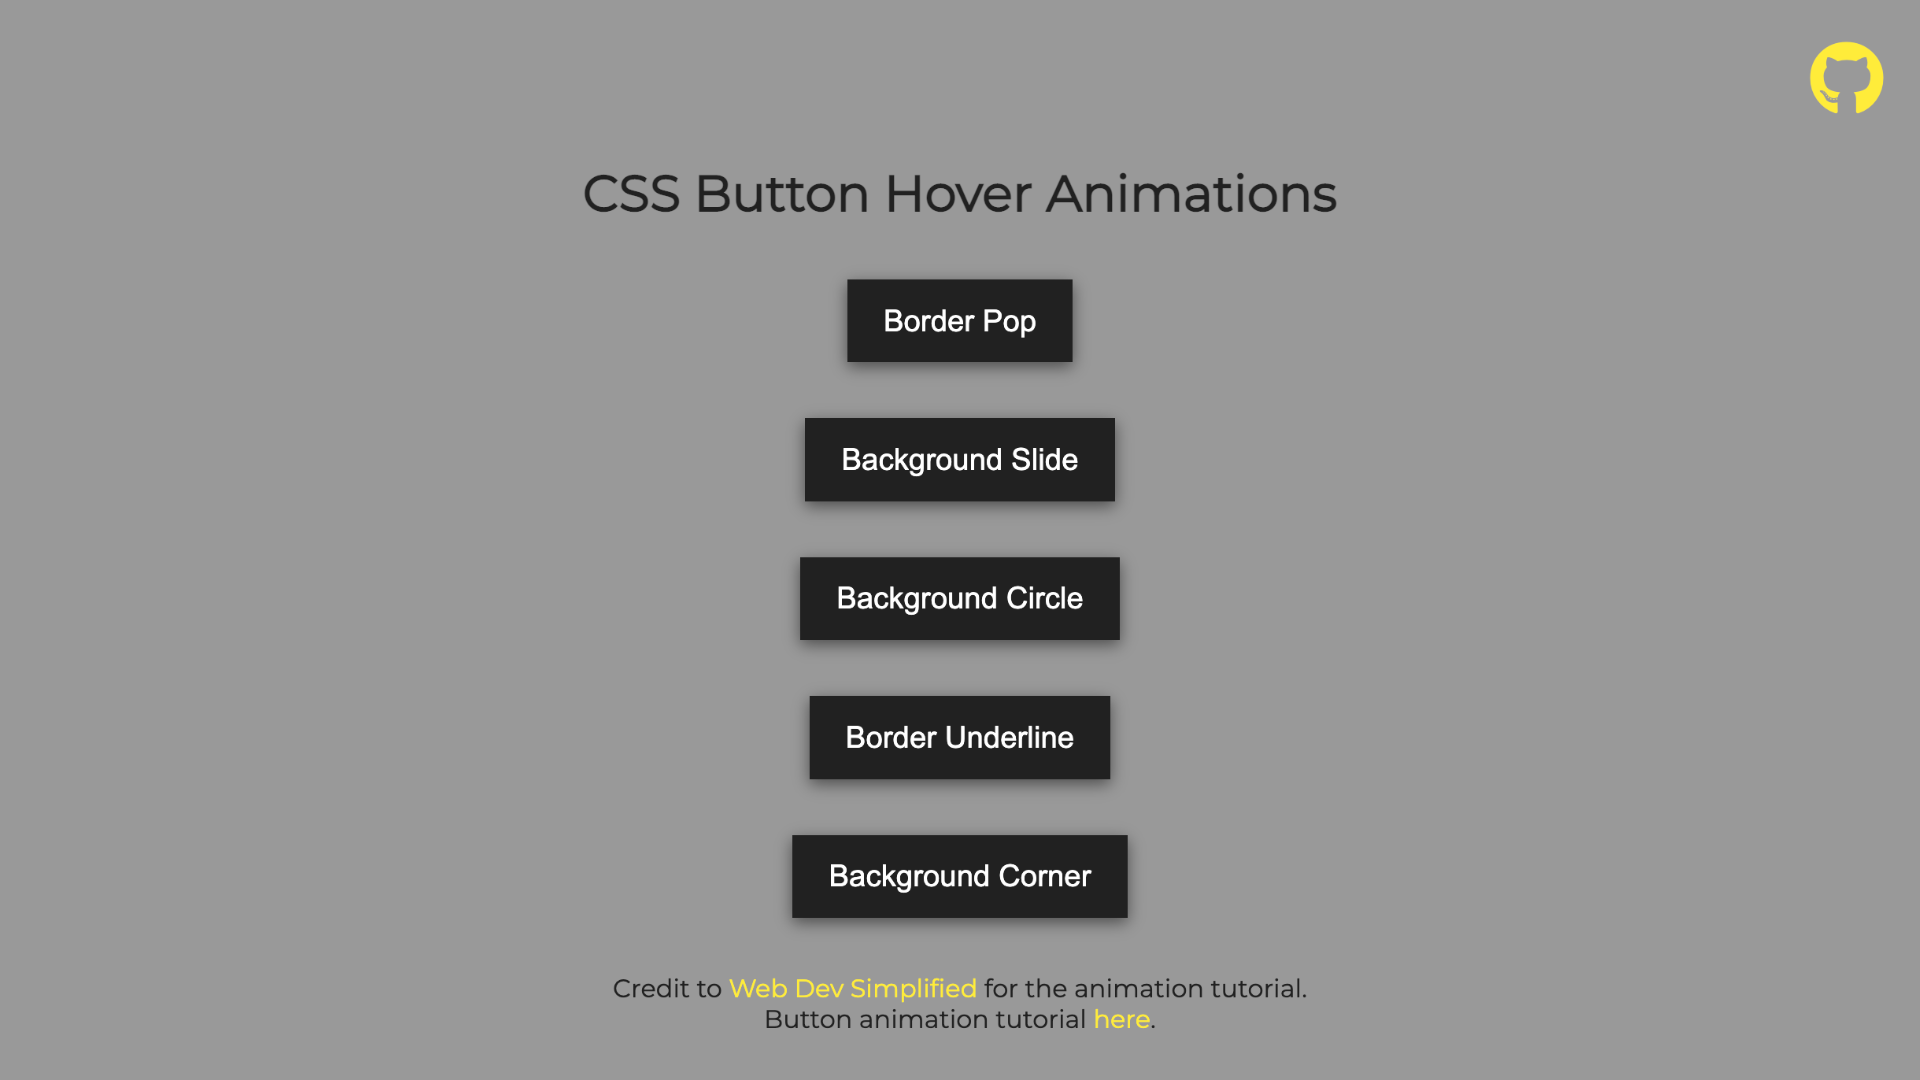 CSS Button Hover Animations
Border Pop
Background Slide
Background Circle
Border Underline
Background Corner
Credit to Web Dev Simplified for the animation tutorial.
Button animation tutorial here.